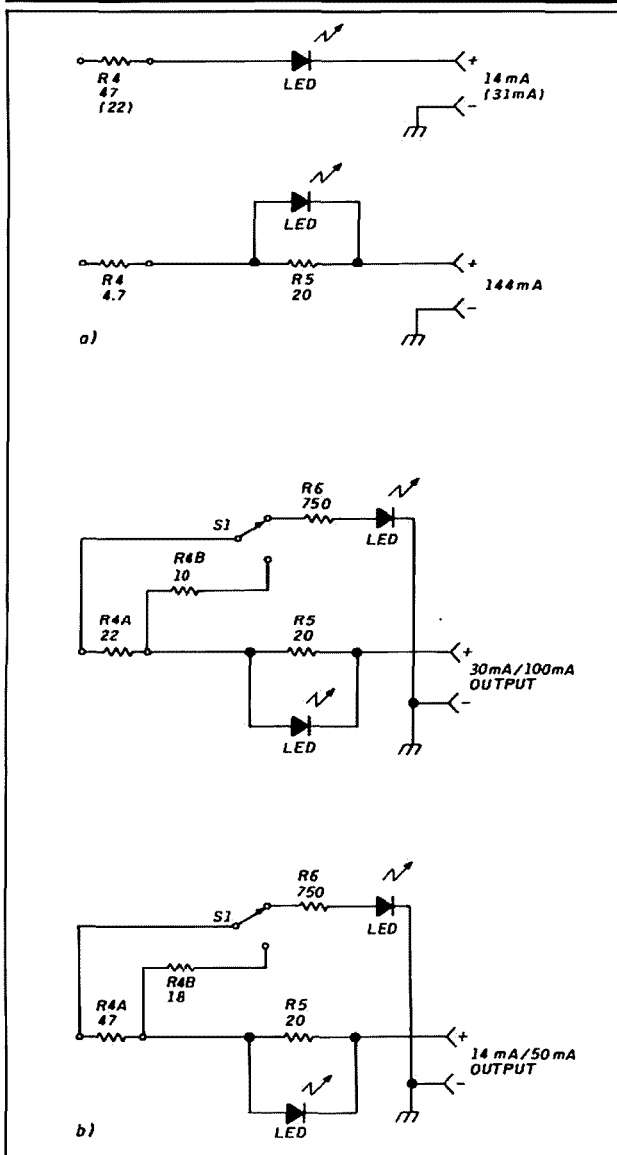 R4
47
(22)
LED
+
14mA
(31mA)
-
LED
R4
4.7
R5
20
+
144mA
-
a)
R6
750
S1
LED
R4B
10
R4A
22
R5
20
+
30mA/100mA
OUTPUT
-
LED
R6
750
S1
LED
R4B
18
R4A
47
R5
20
+
14 mA/50mA
OUTPUT
-
LED
b)